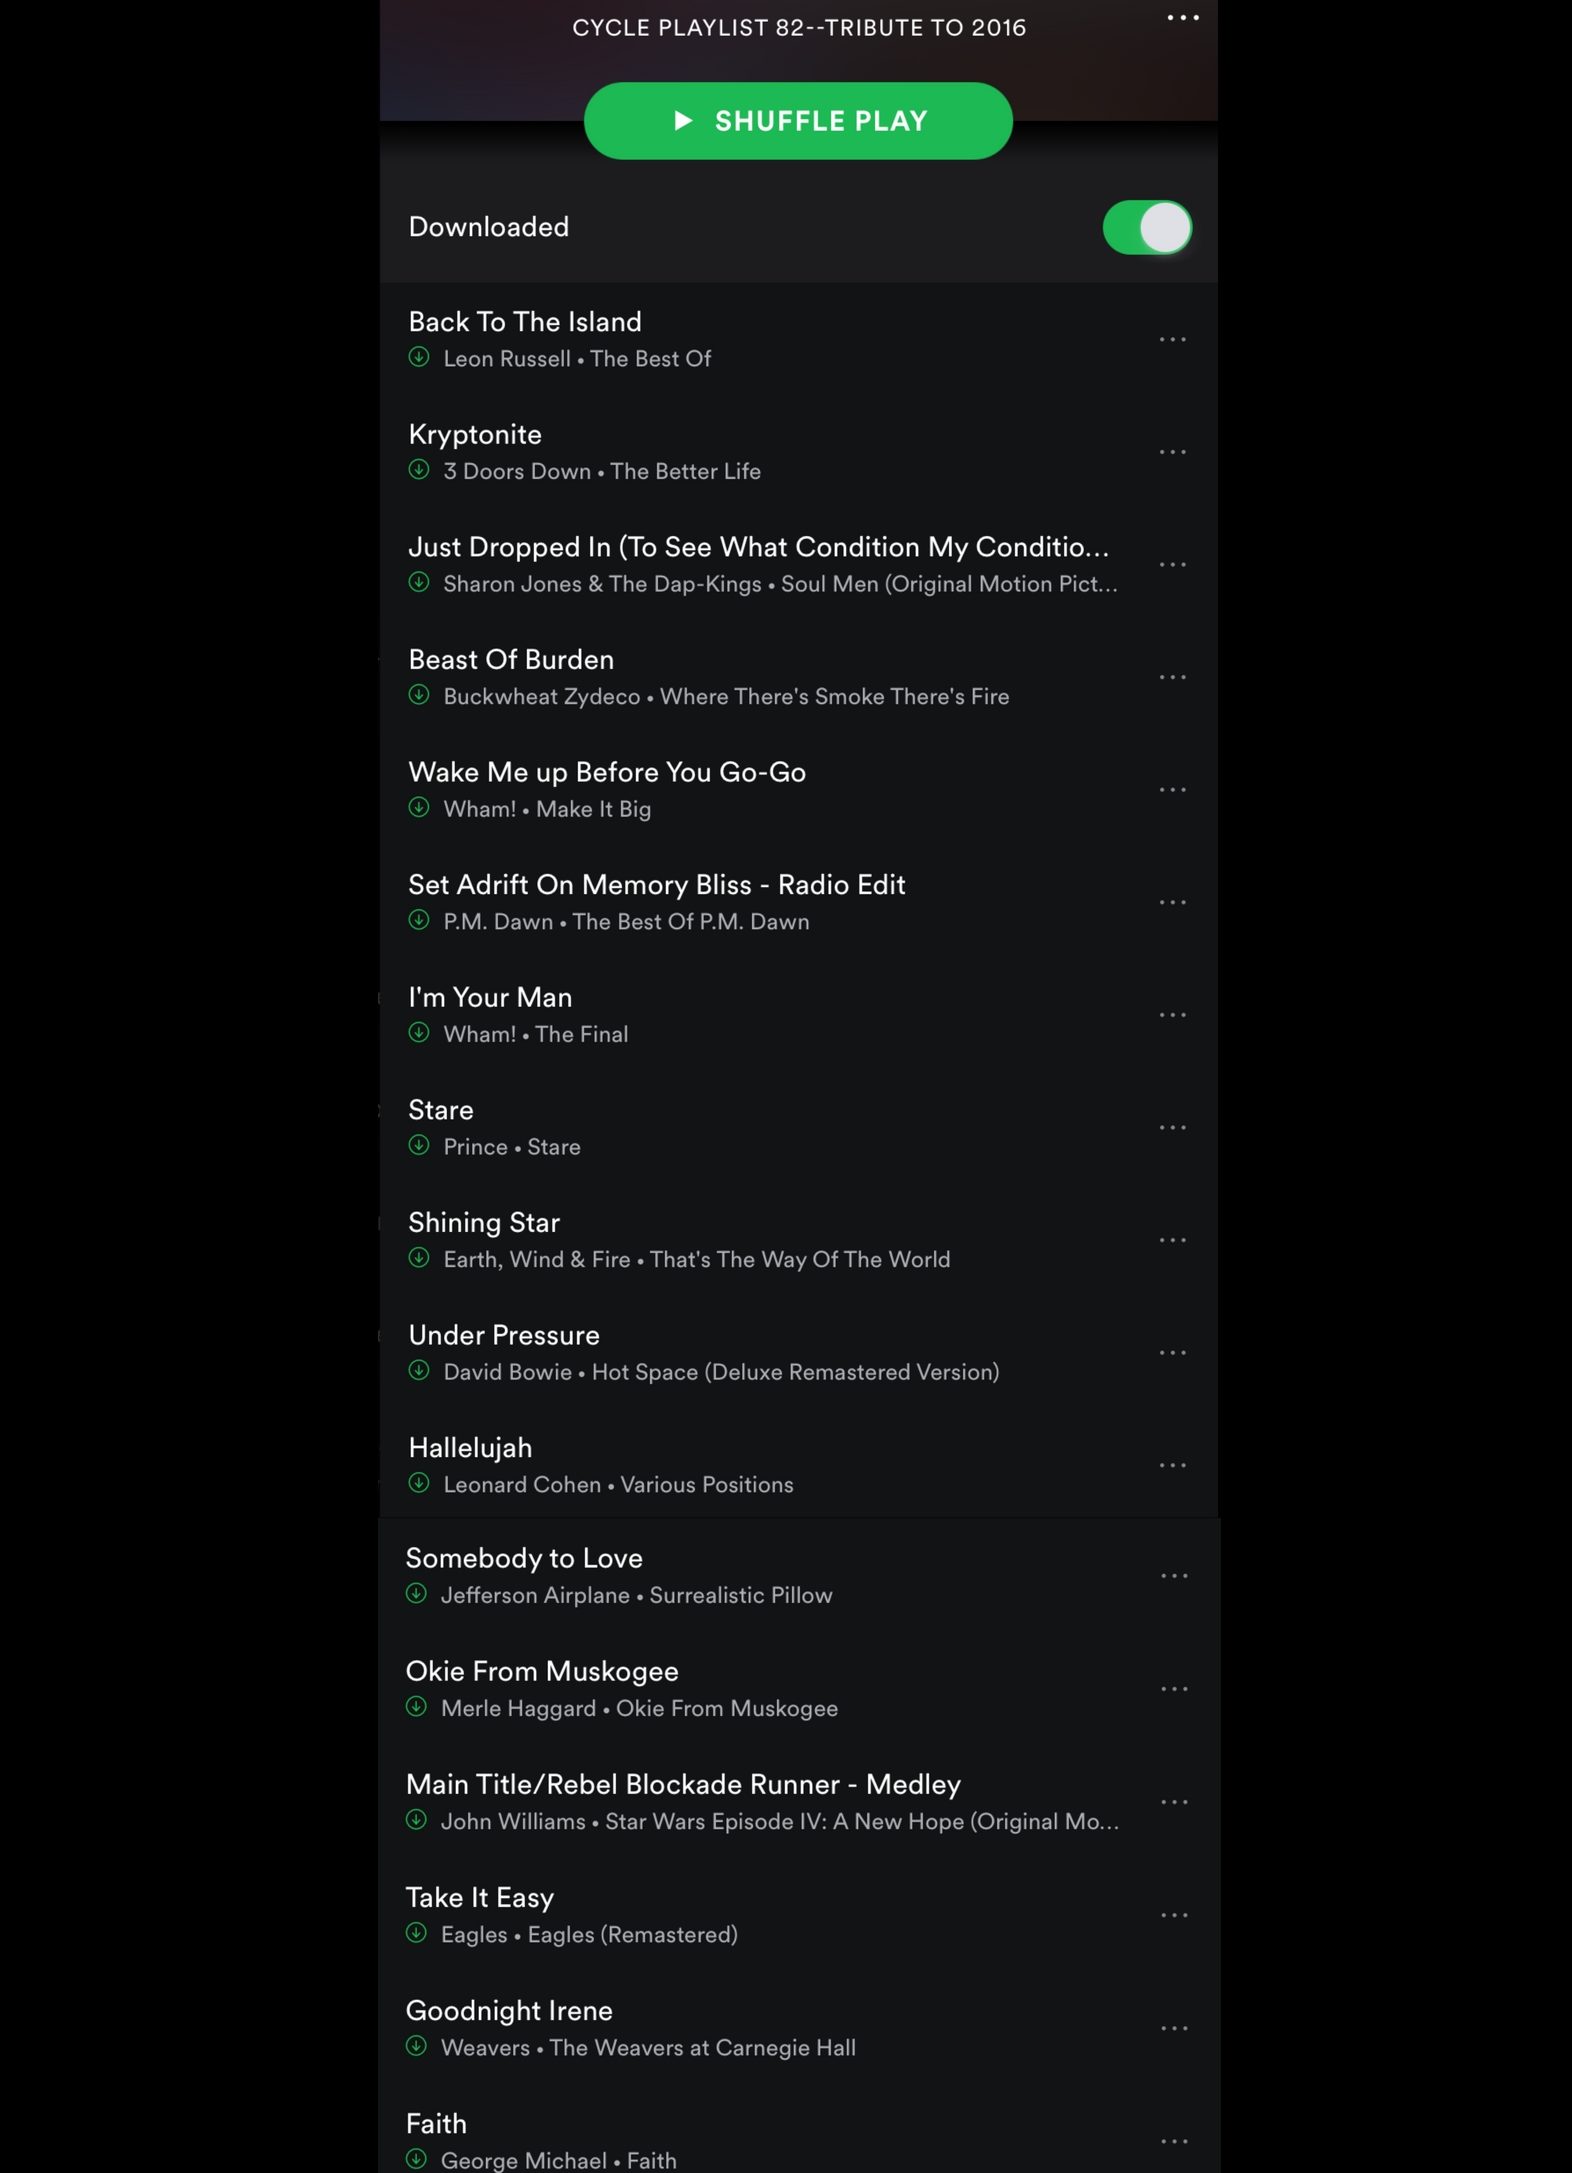 CYCLE PLAYLIST 82--TRIBUTE TO 2016
SHUFFLE PLAY
Downloaded
Back To The Island
Leon Russell • The Best Of
Kryptonite
3 Doors Down • The Better Life
Just Dropped In (To See What Condition My Conditio...
Sharon Jones & The Dap-Kings • Soul Men (Original Motion Pict...
Beast Of Burden
Buckwheat Zydeco • Where There's Smoke There's Fire
Wake Me up Before You Go-Go
Wham! • Make It Big
Set Adrift On Memory Bliss - Radio Edit
P.M. Dawn • The Best Of P.M. Dawn
I'm Your Man
Wham! • The Final
Stare
Prince • Stare
Shining Star
Earth, Wind & Fire • That's The Way Of The World
Under Pressure
David Bowie • Hot Space (Deluxe Remastered Version)
Hallelujah
Leonard Cohen • Various Positions
Somebody to Love
Jefferson Airplane • Surrealistic Pillow
Okie From Muskogee
Merle Haggard • Okie From Muskogee
Main Title/Rebel Blockade Runner - Medley
John Williams • Star Wars Episode IV: A New Hope (Original Mo...
Take It Easy
Eagles • Eagles (Remastered)
Goodnight Irene
Weavers • The Weavers at Carnegie Hall
Faith
George Michael • Faith